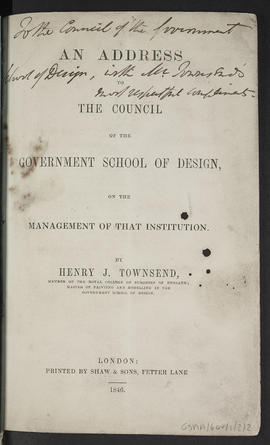 To the Council of the Government
School of Design, with Mr Townsend's
most respectful compliments.
AN ADDRESS
TO
THE COUNCIL
OF THE
GOVERNMENT SCHOOL OF DESIGN,
ON THE
MANAGEMENT OF THAT INSTITUTION.
BY
HENRY J. TOWNSEND,
MEMBER OF THE ROYAL COLLEGE OF SURGEONS OF ENGLAND;
MASTER OF PAINTING AND MODELLING IN THE
GOVERNMENT SCHOOL OF DESIGN.
LONDON:
PRINTED BY SHAW & SONS, FETTER LANE
1846.